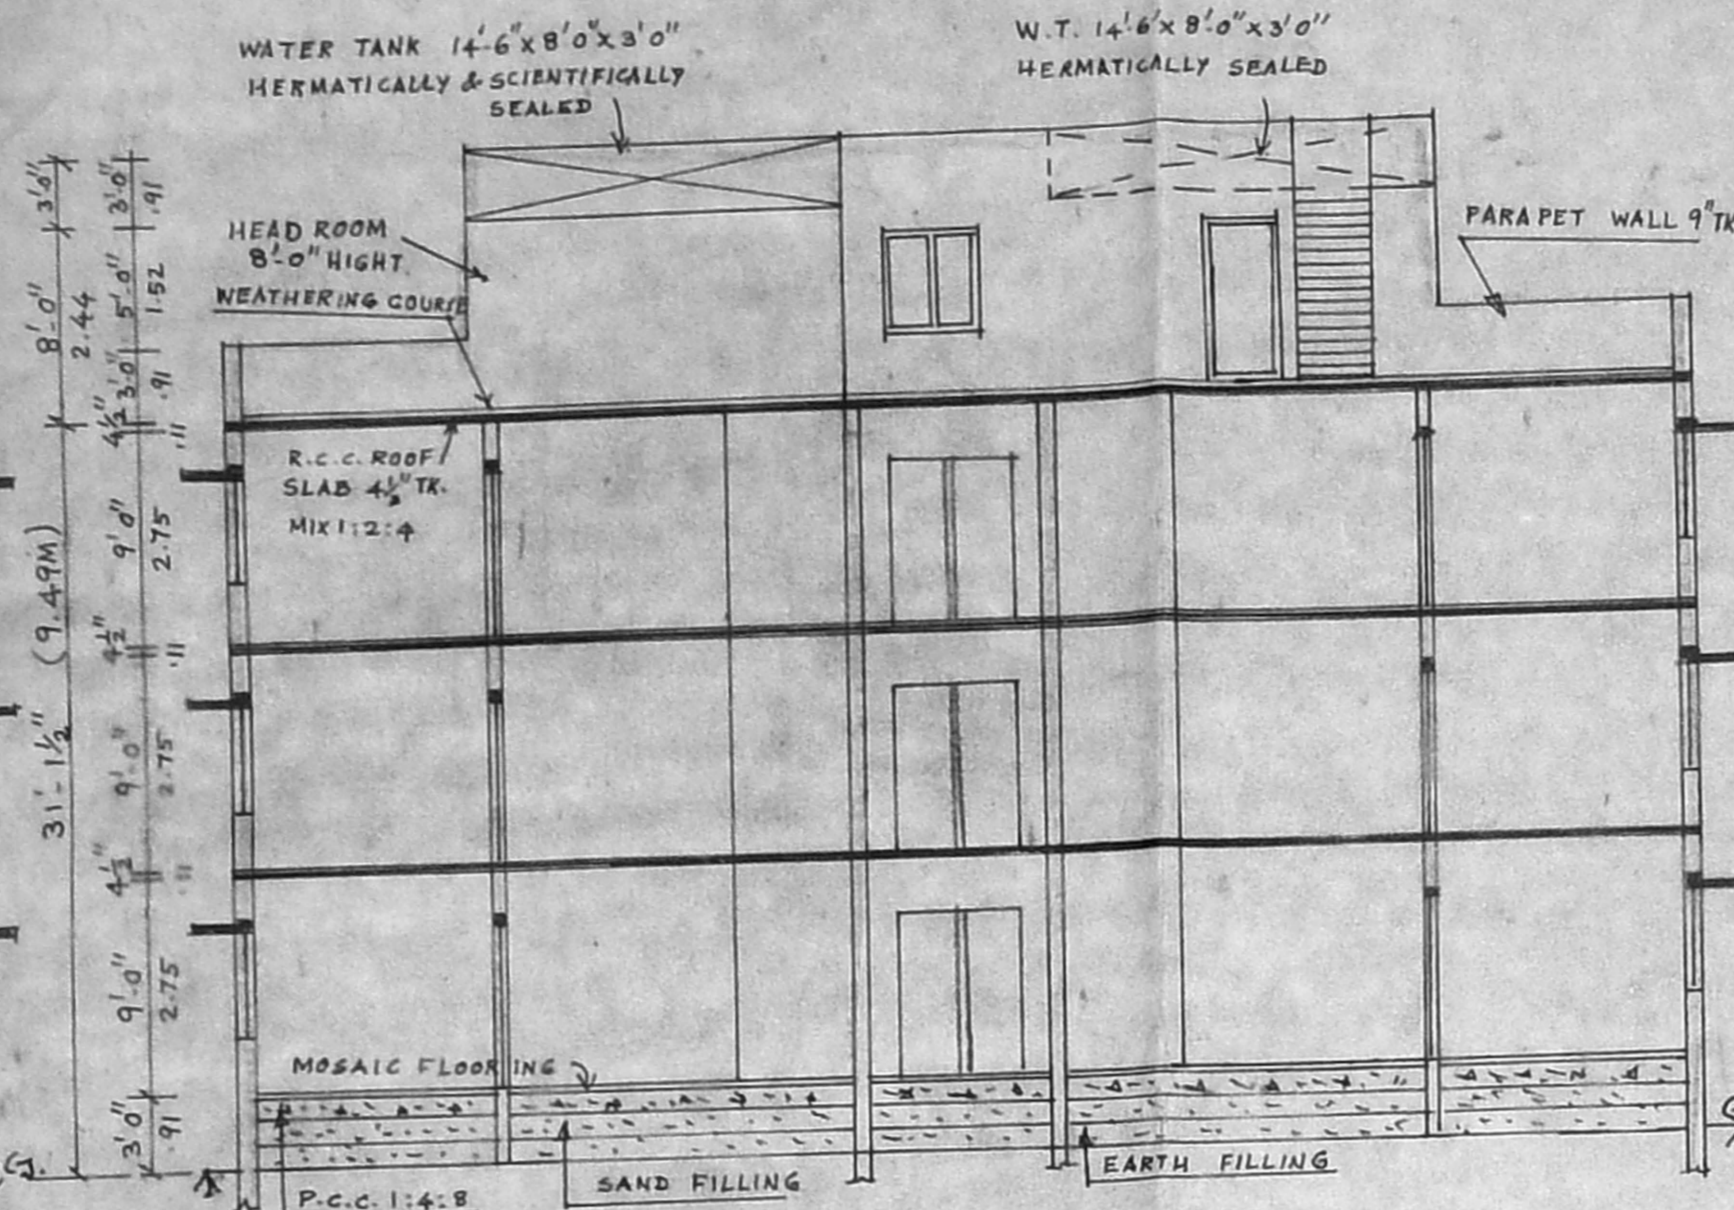 WATER TANK 14'-6"x8'0"x3'0"
HERMATICALLY & SCIENTIFICALLY
SEALED
W.T. 14'-6'x8'-0"x3'0"
HERMATICALLY SEALED
HEAD ROOM
8'-0" HIGHT.
WEATHERING COURSE
PARAPET WALL 9"TK
R.C.C. ROOF
SLAB 4½" TK.
MIX 1:2:4
MOSAIC FLOORING
P.C.C. 1:4:8
SAND FILLING
EARTH FILLING
3'0"
8'-0"
2.44
31'-1½" (9.49M)
3'0"
.91
5'-0"
1.52
3'0"
.91
4½"
.11
9'0"
2.75
4½"
.11
9'-0"
2.75
4½"
.11
9'-0"
2.75
3'0"
.91